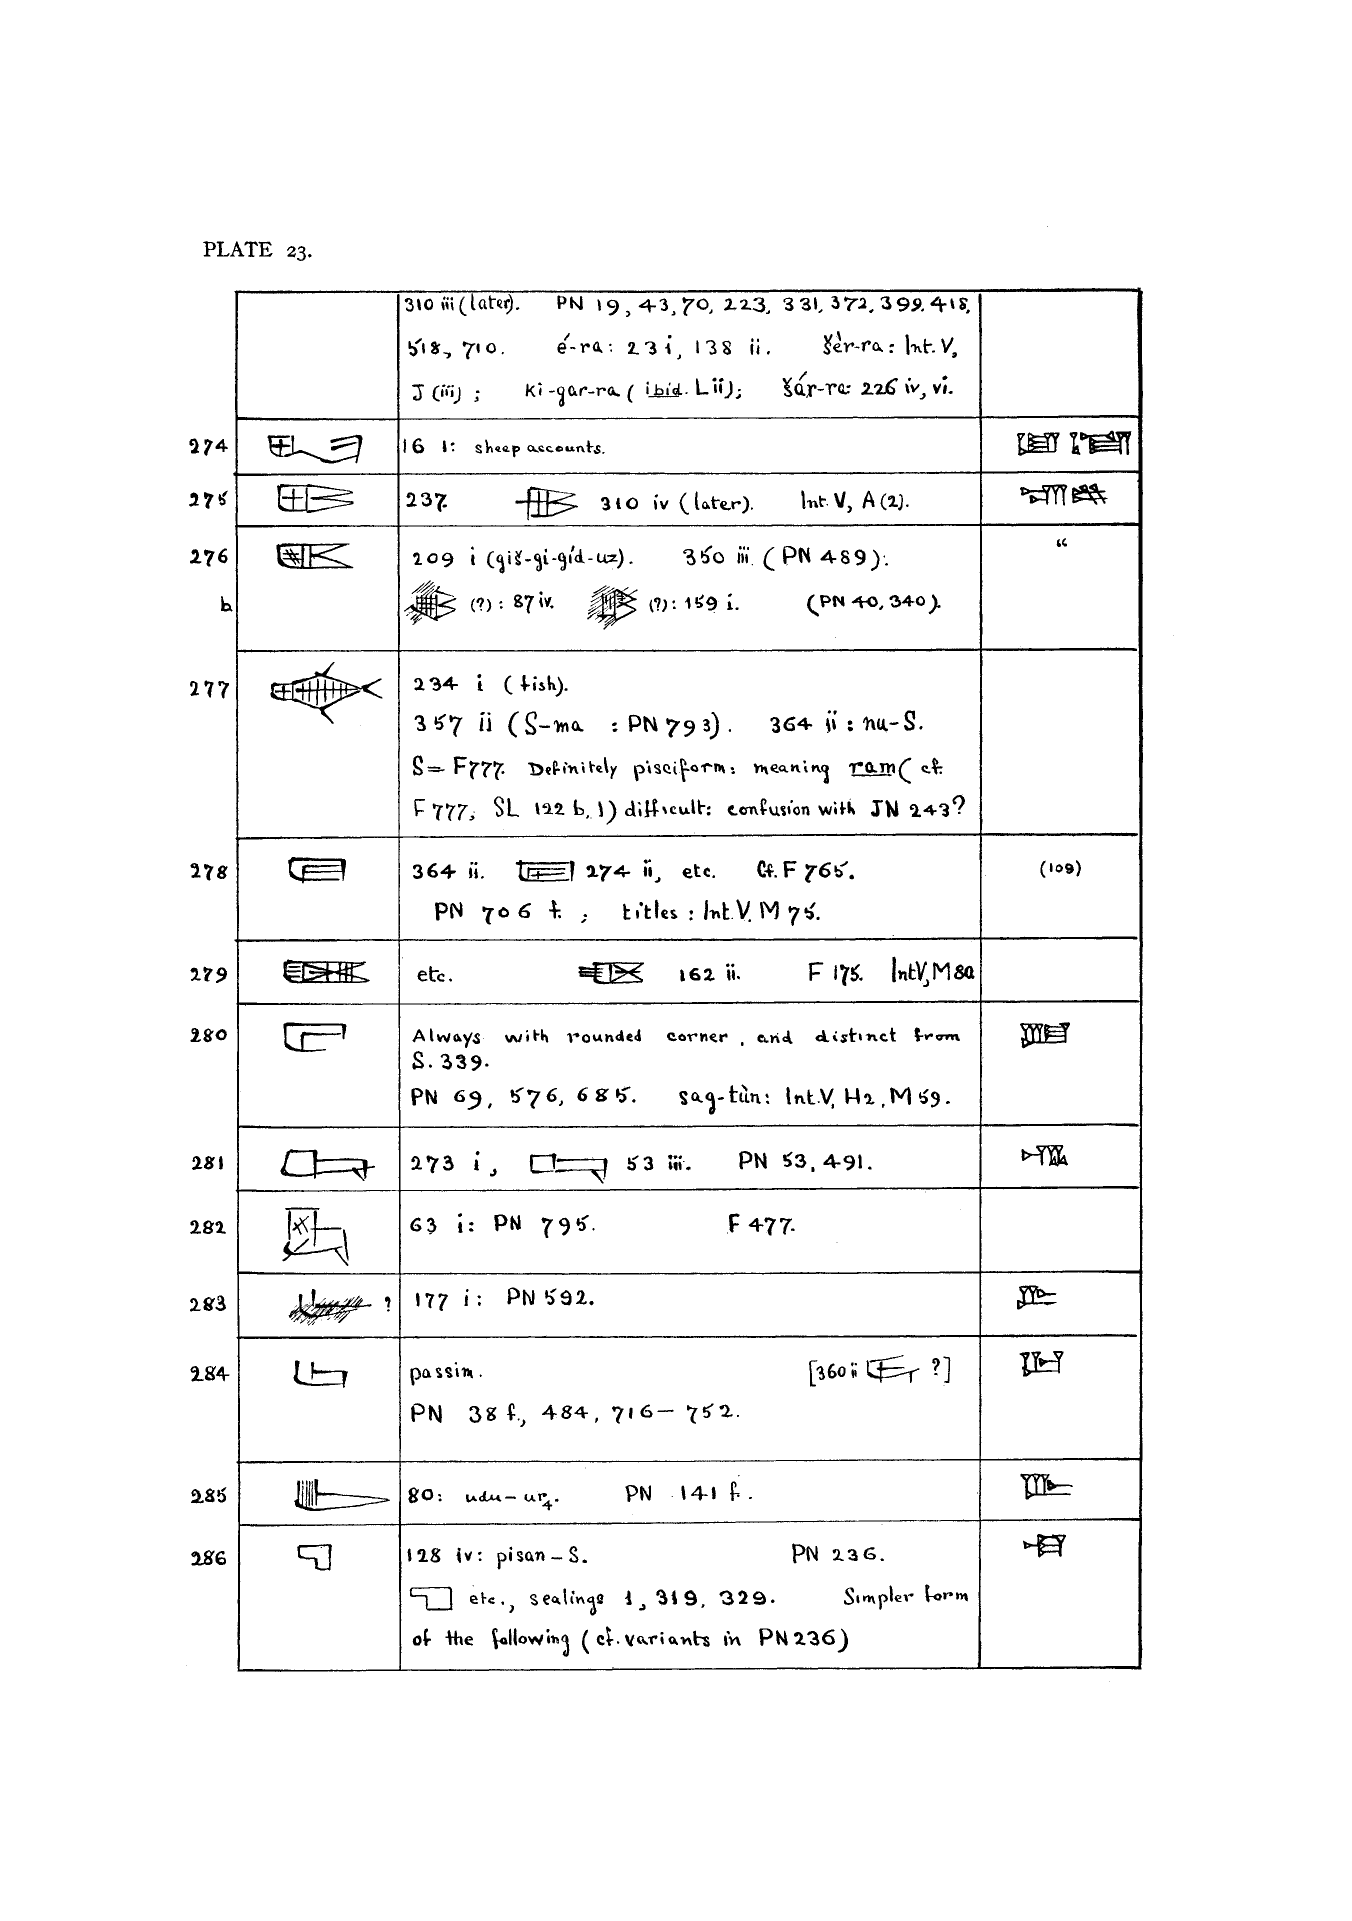 PLATE 23.
310 iii (later). PN 19, 43, 70, 223, 331, 372, 399, 418,
518, 710. é-ra: 23 i, 138 ii. šèr-ra: Int. V,
J (iii); ki-gar-ra (ibid. L ii); šár-ra: 226 iv, vi.
274 16 1: sheep accounts.
275 237. 310 iv (later). Int. V, A (2).
276 209 i (giš-gi-gíd-uz). 350 iii (PN 489). “
b (?): 87 iv. (?): 159 i. (PN 40, 340).
277 234 i (fish).
357 ii (S-ma : PN 793). 364 ii: nu-S.
S = F 777. Definitely pisciform: meaning ram (cf.
F 777, SL 122 b, 1) difficult: confusion with JN 243?
278 364 ii. 274 ii, etc. Cf. F 765. (109)
PN 706 f. ; titles: Int. V. M 75.
279 etc. 162 ii. F 175. Int V, M 80
280 Always with rounded corner, and distinct from
S. 339.
PN 69, 576, 685. sag-tùn: Int. V, H2, M 59.
281 273 i, 53 iii. PN 53, 491.
282 63 i: PN 795. F 477.
283 ? 177 i: PN 592.
284 passim. [360 ii ?]
PN 38 f., 484, 716–752.
285 80: udu-ur₄. PN 141 f.
286 128 iv: pisan-S. PN 236.
etc., sealings 1, 319, 329. Simpler form
of the following (cf. variants in PN 236)